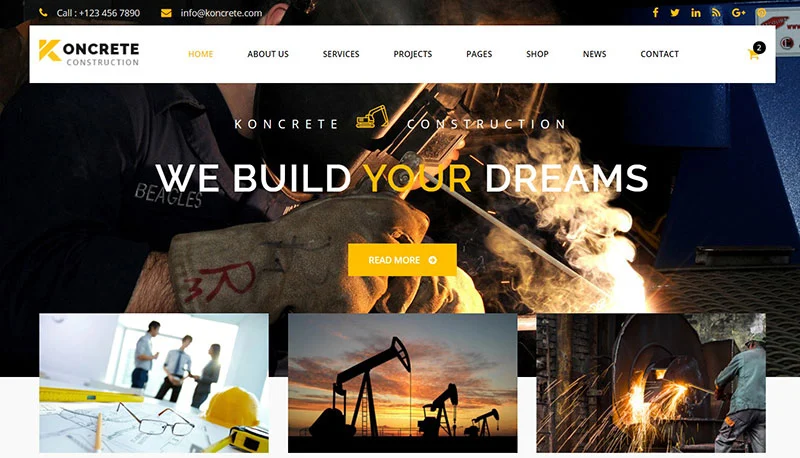 Call : +123 456 7890 info@koncrete.com
KONCRETE
CONSTRUCTION
HOME ABOUT US SERVICES PROJECTS PAGES SHOP NEWS CONTACT 2
KONCRETE CONSTRUCTION
WE BUILD YOUR DREAMS
BEAGLES
READ MORE